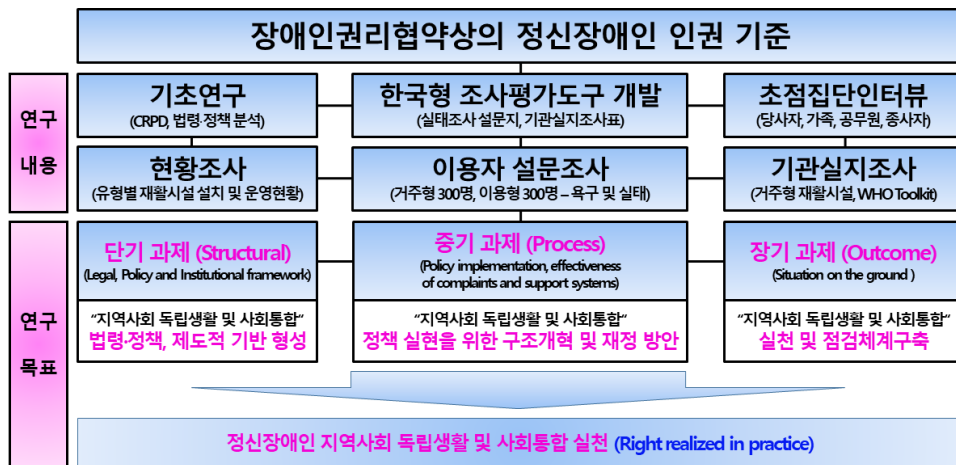 장애인권리협약상의 정신장애인 인권 기준
연구
내용
기초연구
(CRPD, 법령·정책 분석)
한국형 조사평가도구 개발
(실태조사 설문지, 기관실지조사표)
초점집단인터뷰
(당사자, 가족, 공무원, 종사자)
현황조사
(유형별 재활시설 설치 및 운영현황)
이용자 설문조사
(거주형 300명, 이용형 300명 – 욕구 및 실태)
기관실지조사
(거주형 재활시설, WHO Toolkit)
연구
목표
단기 과제 (Structural)
(Legal, Policy and Institutional framework)
"지역사회 독립생활 및 사회통합"
법령·정책, 제도적 기반 형성
중기 과제 (Process)
(Policy implementation, effectiveness
of complaints and support systems)
"지역사회 독립생활 및 사회통합"
정책 실현을 위한 구조개혁 및 재정 방안
장기 과제 (Outcome)
(Situation on the ground )
"지역사회 독립생활 및 사회통합"
실천 및 점검체계구축
정신장애인 지역사회 독립생활 및 사회통합 실천 (Right realized in practice)